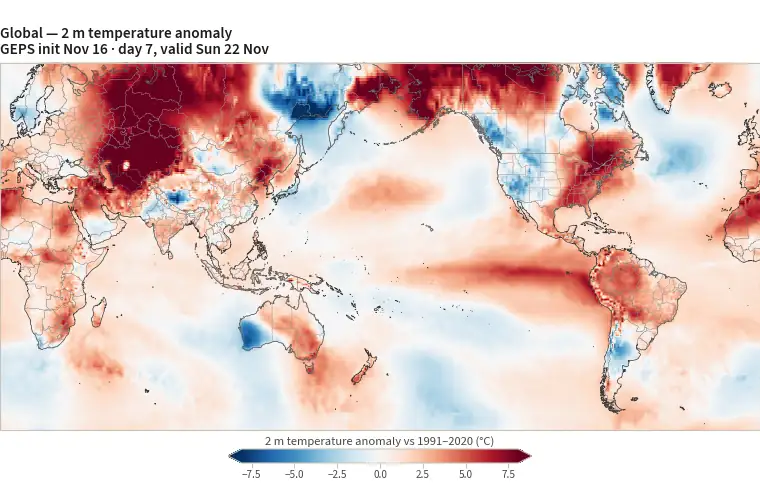 Global — 2 m temperature anomaly
GEPS init Nov 16 · day 7, valid Sun 22 Nov
2 m temperature anomaly vs 1991–2020 (°C)
−7.5 −5.0 −2.5 0.0 2.5 5.0 7.5